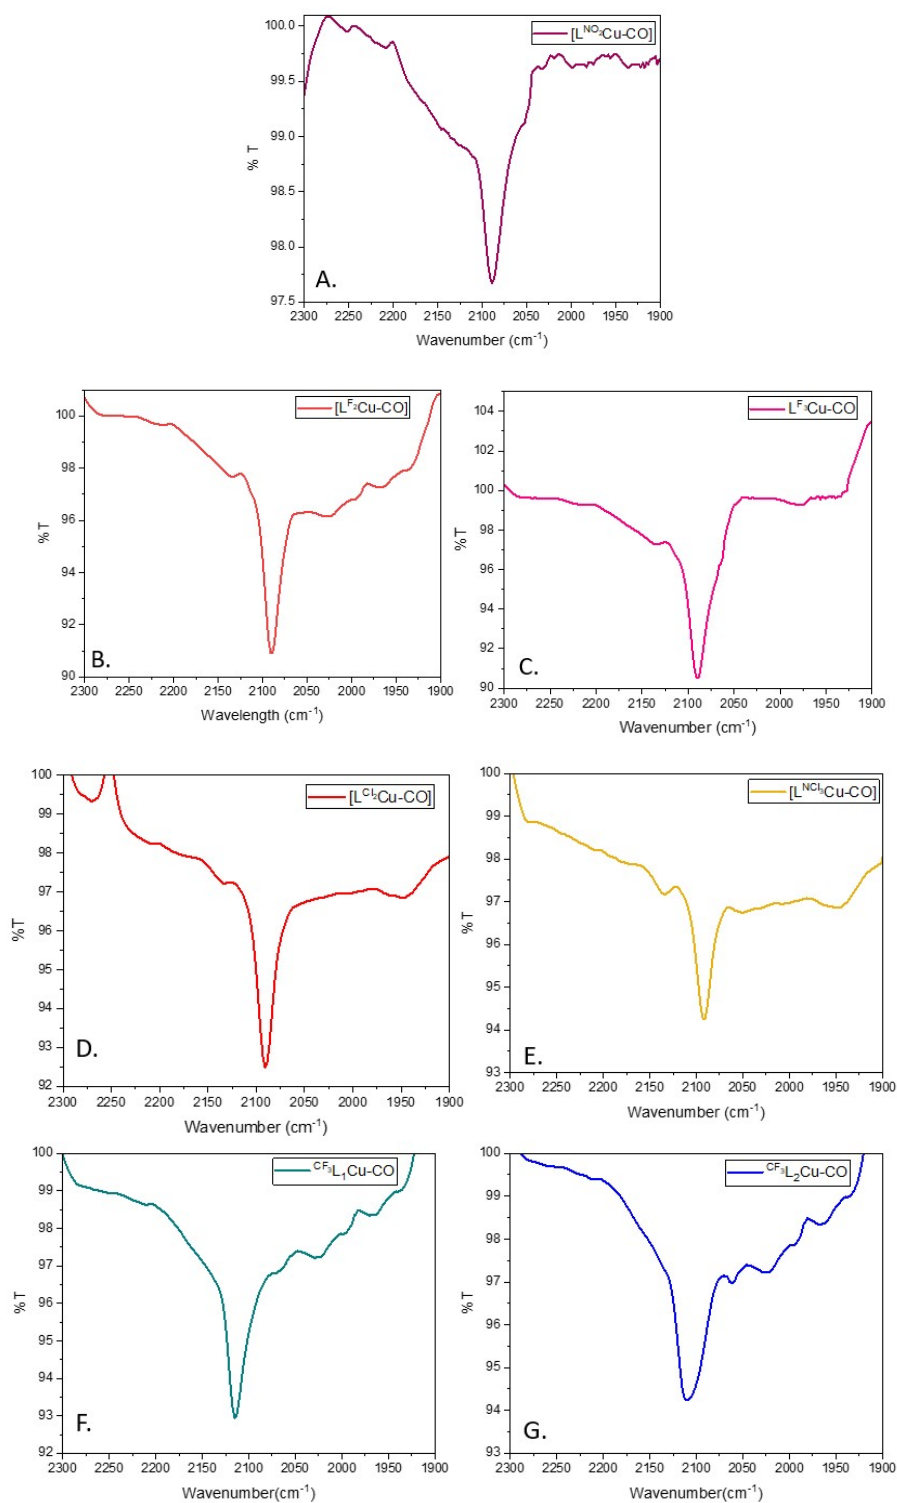 [L^NO₂Cu-CO]
% T
100.0
99.5
99.0
98.5
98.0
97.5
A.
2300 2250 2200 2150 2100 2050 2000 1950 1900
Wavenumber (cm⁻¹)
[L^F₂Cu-CO]
%T
100
98
96
94
92
90
B.
2300 2250 2200 2150 2100 2050 2000 1950 1900
Wavelength (cm⁻¹)
L^F₃Cu-CO
%T
104
102
100
98
96
94
92
90
C.
2300 2250 2200 2150 2100 2050 2000 1950 1900
Wavenumber (cm⁻¹)
[L^Cl₂Cu-CO]
%T
100
99
98
97
96
95
94
93
92
D.
2300 2250 2200 2150 2100 2050 2000 1950 1900
Wavenumber (cm⁻¹)
[L^NCl₃Cu-CO]
%T
100
99
98
97
96
95
94
93
E.
2300 2250 2200 2150 2100 2050 2000 1950 1900
Wavenumber (cm⁻¹)
^CF₃L₁Cu-CO
%T
100
99
98
97
96
95
94
93
92
F.
2300 2250 2200 2150 2100 2050 2000 1950 1900
Wavenumber(cm⁻¹)
^CF₃L₂Cu-CO
%T
100
99
98
97
96
95
94
93
G.
2300 2250 2200 2150 2100 2050 2000 1950 1900
Wavenumber(cm⁻¹)